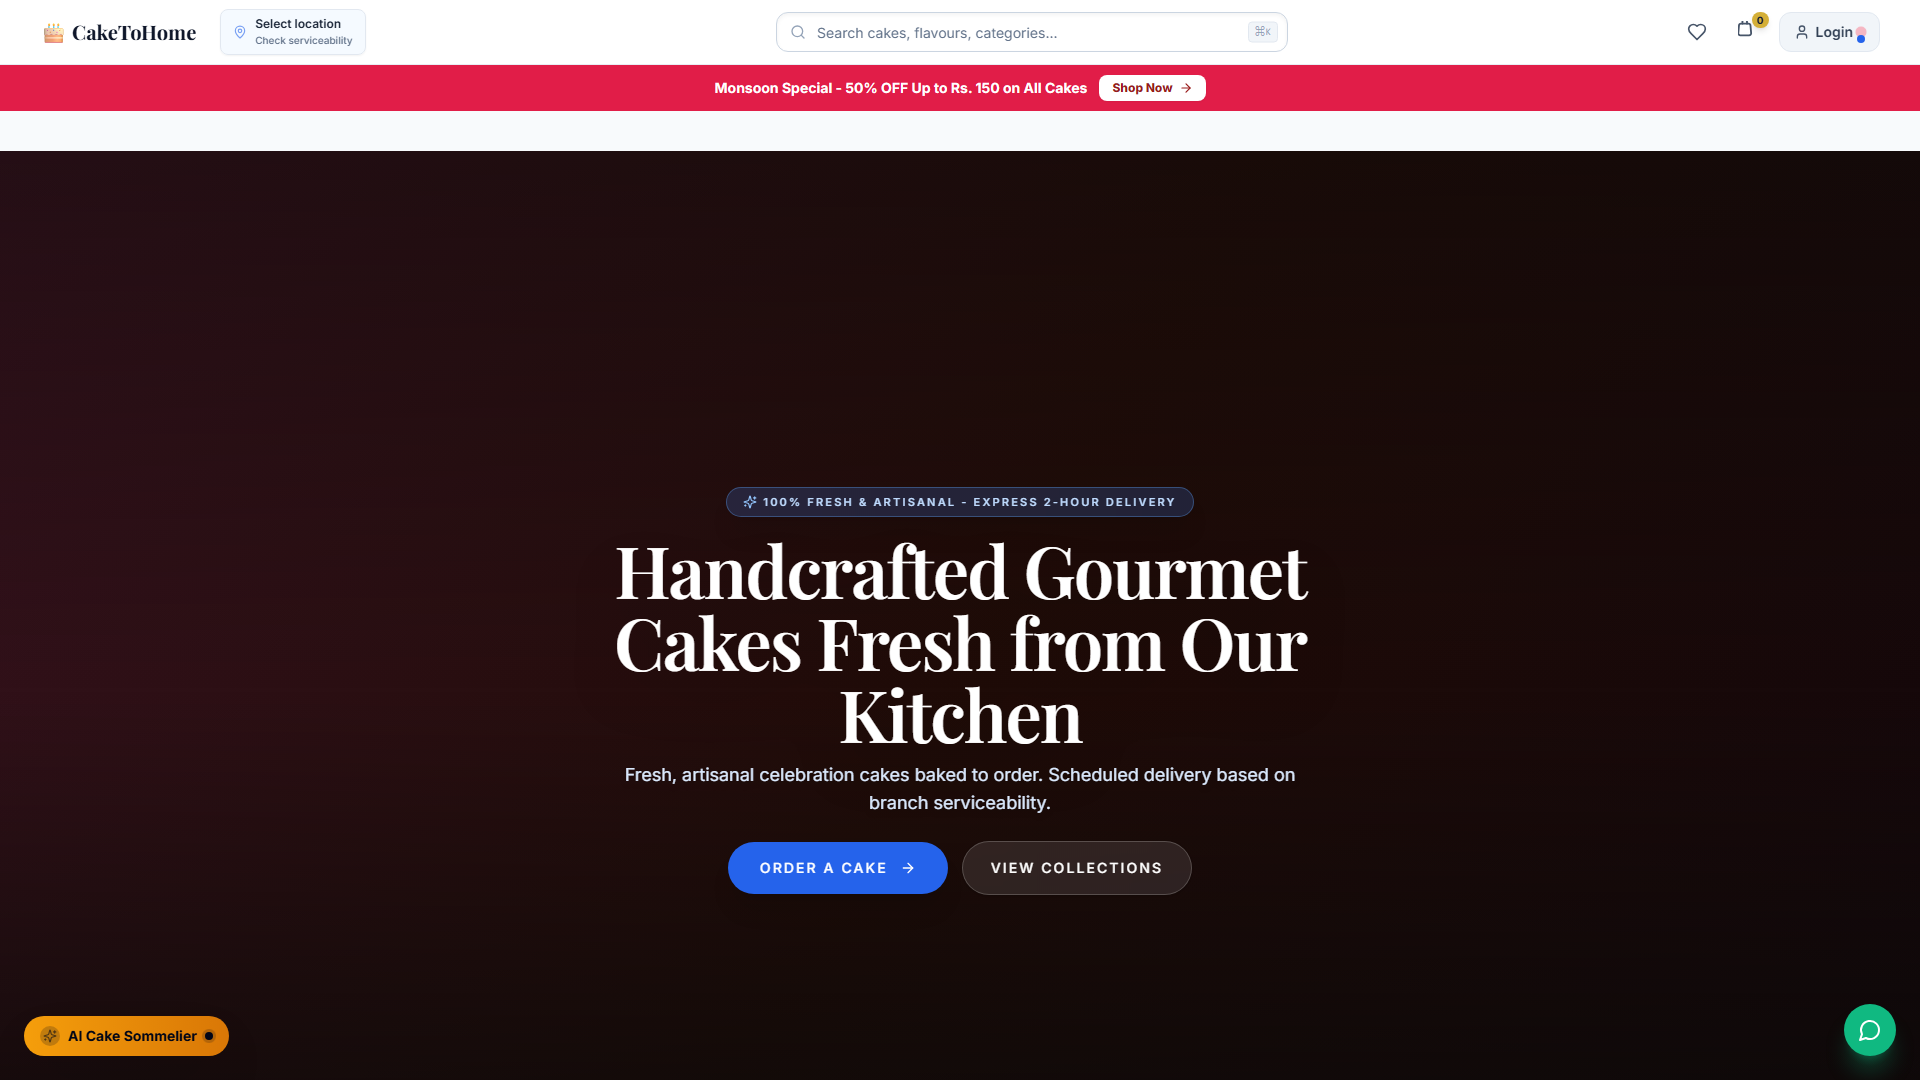 CakeToHome
Select location
Check serviceability
Search cakes, flavours, categories...
⌘K
0
Login
Monsoon Special - 50% OFF Up to Rs. 150 on All Cakes
Shop Now
100% FRESH & ARTISANAL - EXPRESS 2-HOUR DELIVERY
Handcrafted Gourmet
Cakes Fresh from Our
Kitchen
Fresh, artisanal celebration cakes baked to order. Scheduled delivery based on
branch serviceability.
ORDER A CAKE
VIEW COLLECTIONS
AI Cake Sommelier